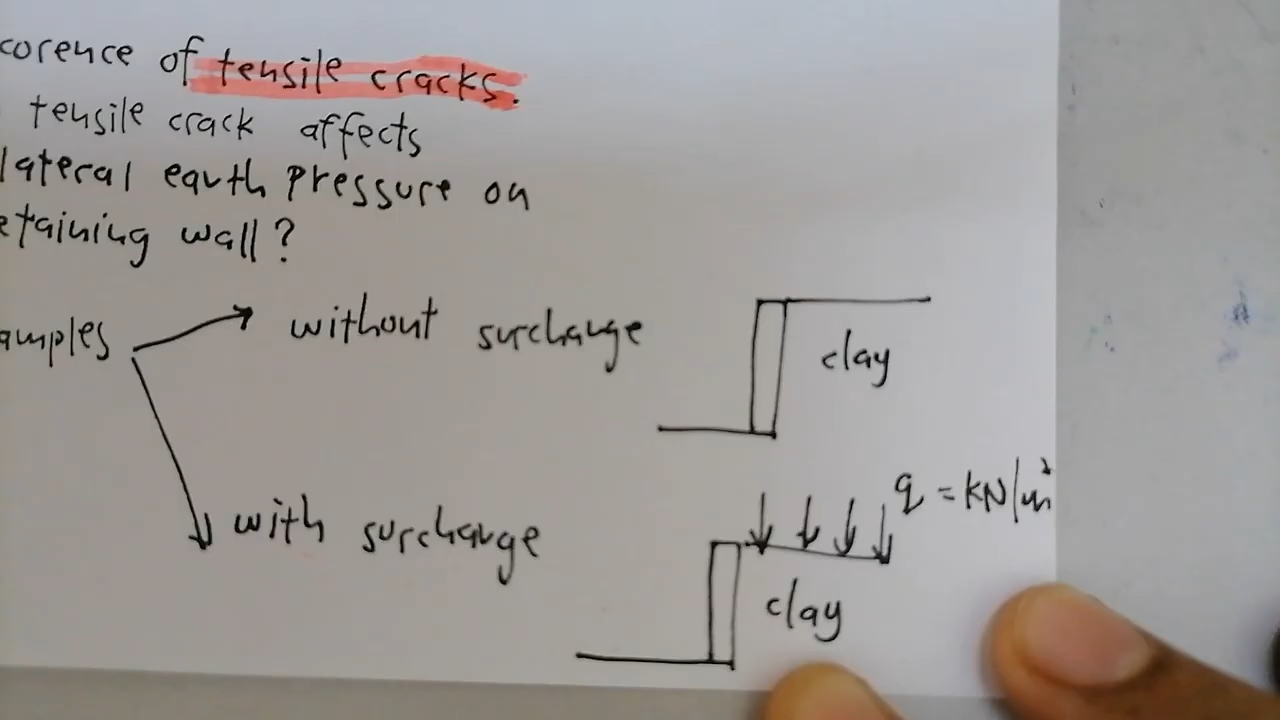 corence of tensile cracks.
tensile crack affects
lateral earth pressure on
etaining wall?
amples
without surcharge
clay
q = kN/m²
with surcharge
clay